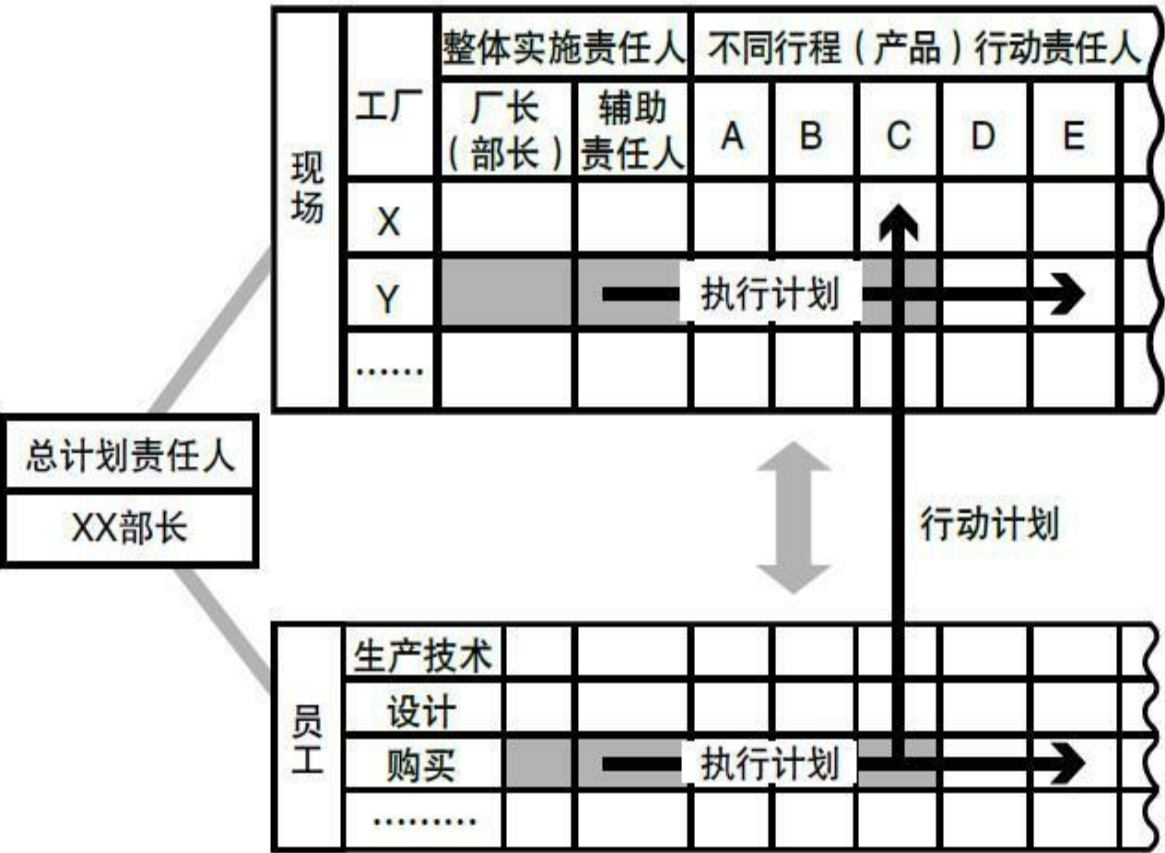 整体实施责任人
不同行程(产品)行动责任人
工厂
厂长
(部长)
辅助
责任人
A
B
C
D
E
现
场
X
Y
执行计划
……
总计划责任人
XX部长
行动计划
员
工
生产技术
设计
购买
执行计划
………